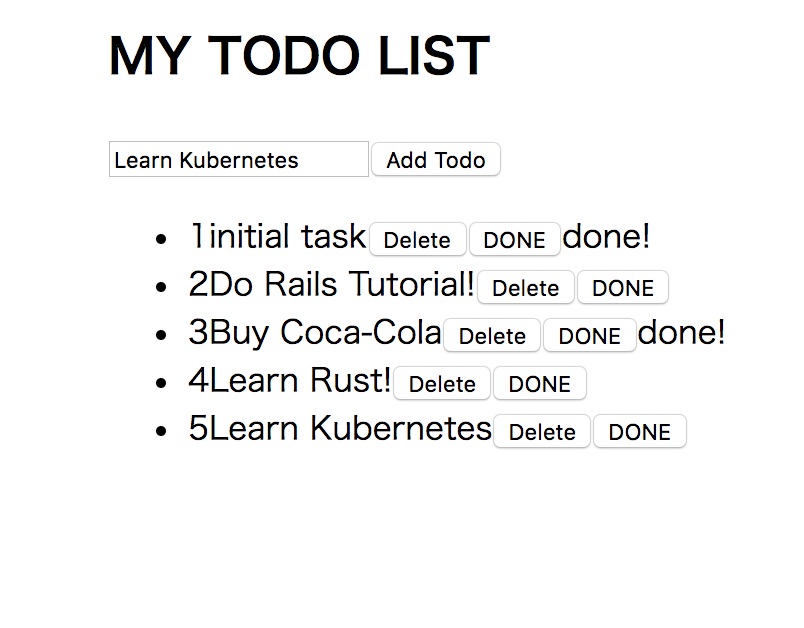 MY TODO LIST
Learn Kubernetes Add Todo
1initial task Delete DONE done!
2Do Rails Tutorial! Delete DONE
3Buy Coca-Cola Delete DONE done!
4Learn Rust! Delete DONE
5Learn Kubernetes Delete DONE